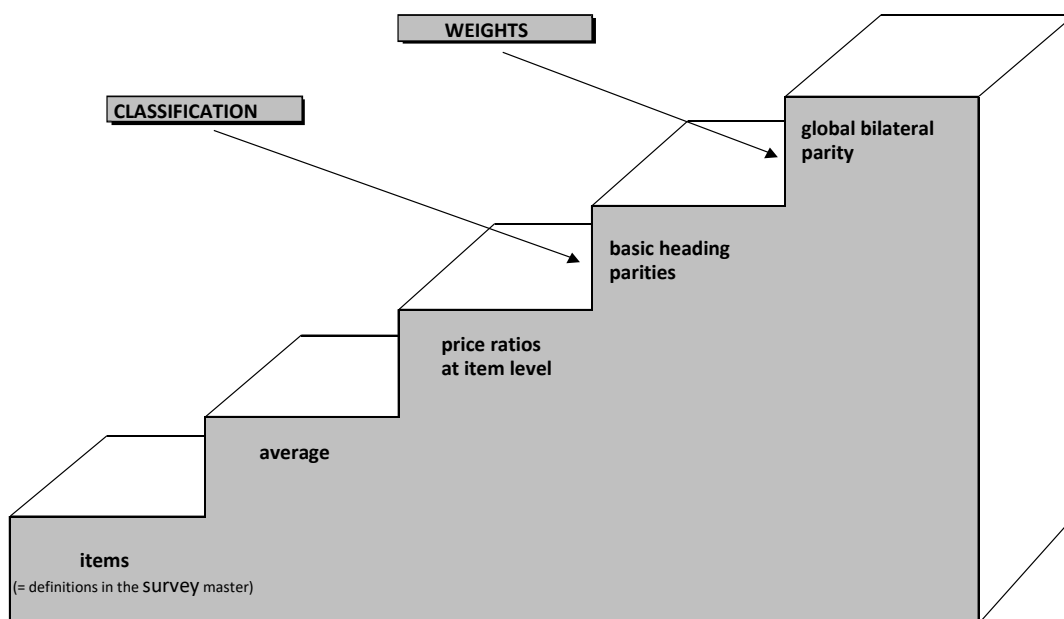 WEIGHTS
CLASSIFICATION
global bilateral
parity
basic heading
parities
price ratios
at item level
average
items
(= definitions in the survey master)